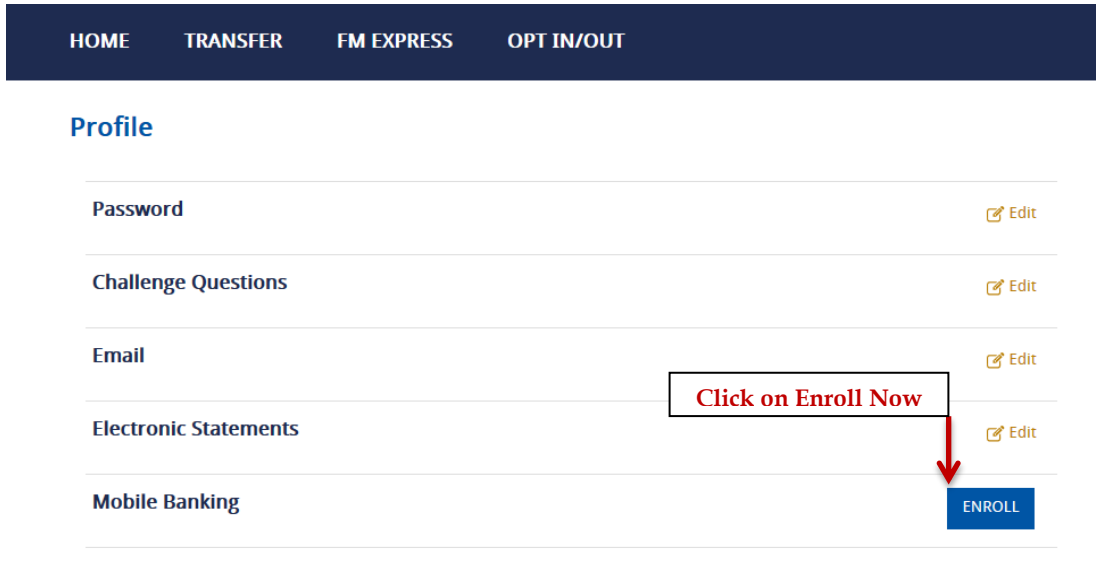 HOME TRANSFER FM EXPRESS OPT IN/OUT
Profile
Password Edit
Challenge Questions Edit
Email Edit
Click on Enroll Now
Electronic Statements Edit
Mobile Banking ENROLL